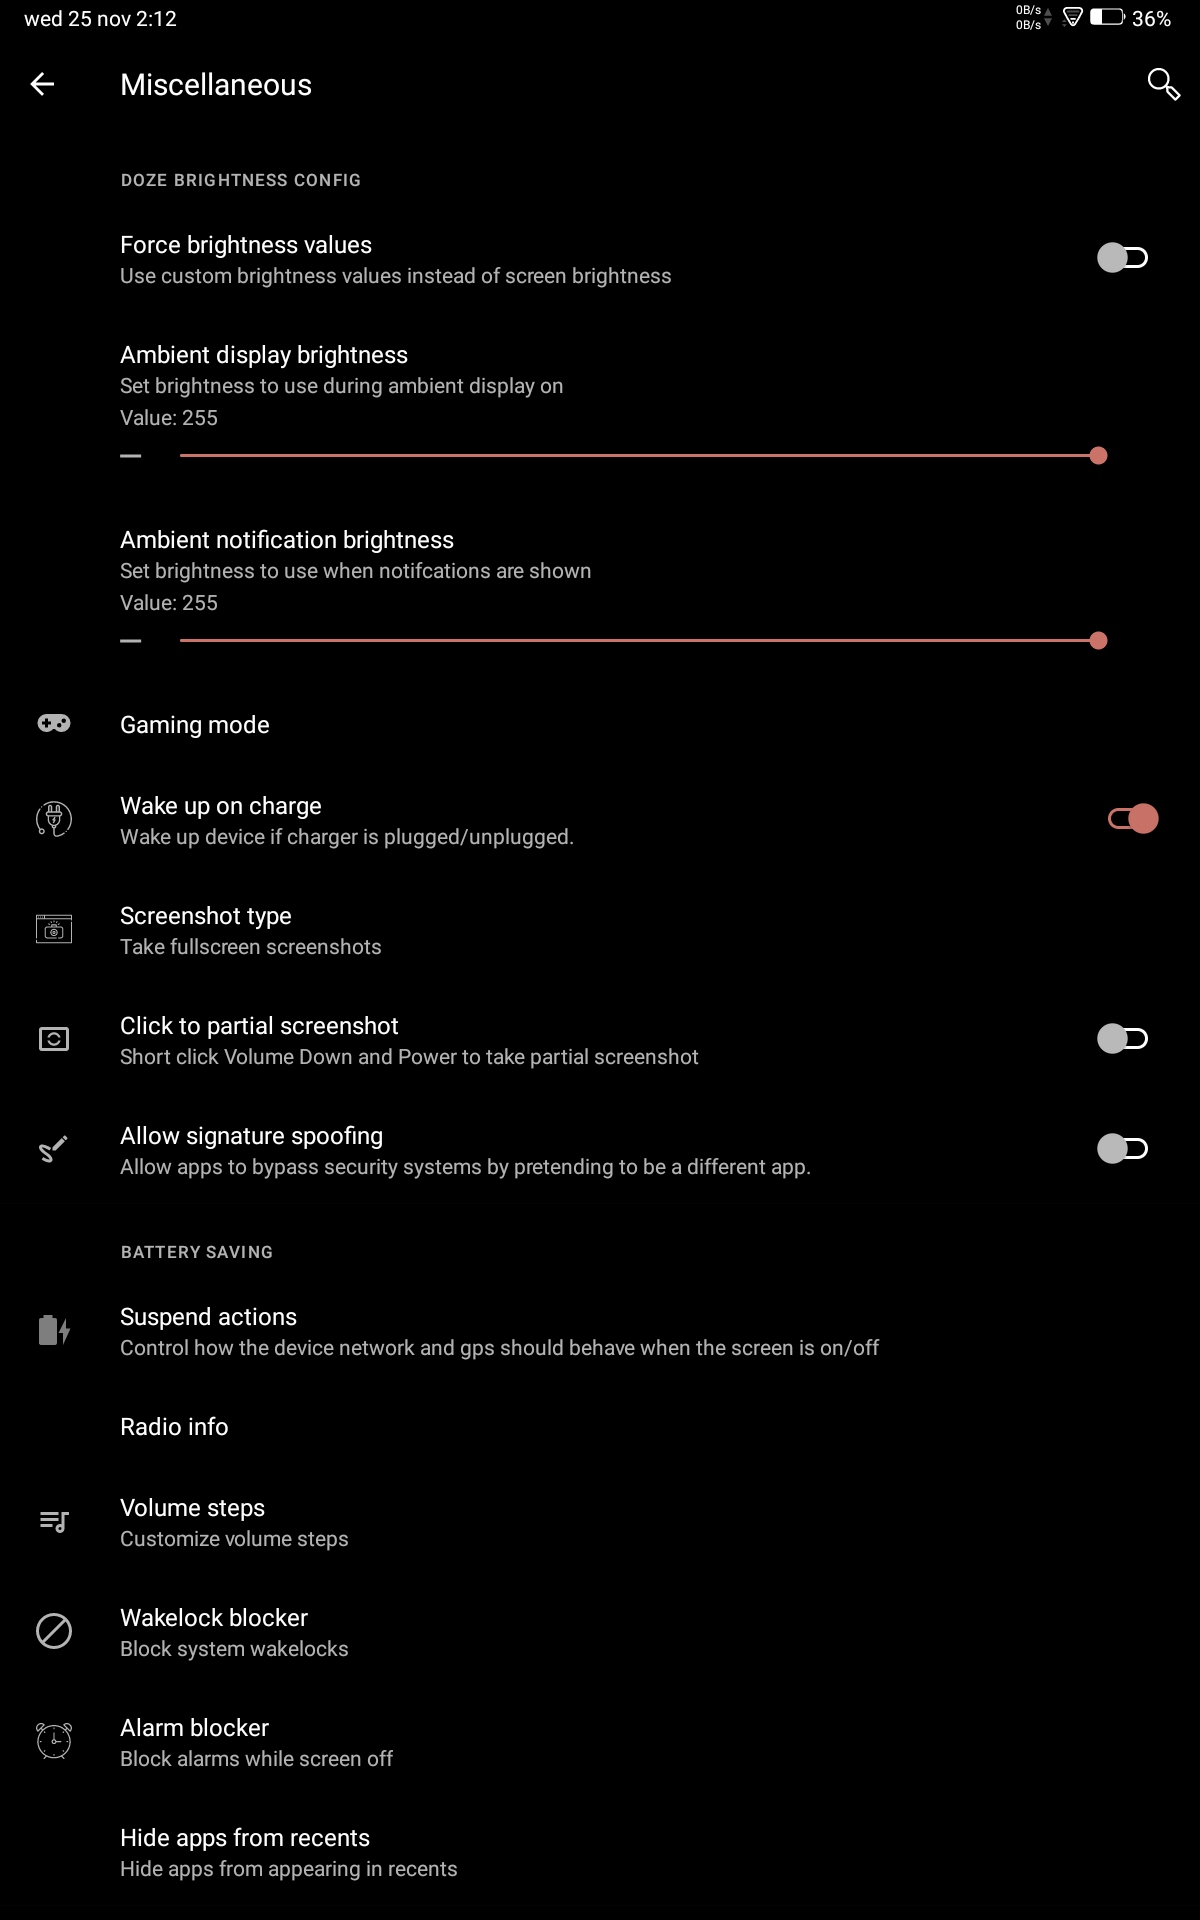 wed 25 nov 2:12
0B/s
0B/s
36%
Miscellaneous
DOZE BRIGHTNESS CONFIG
Force brightness values
Use custom brightness values instead of screen brightness
Ambient display brightness
Set brightness to use during ambient display on
Value: 255
Ambient notification brightness
Set brightness to use when notifcations are shown
Value: 255
Gaming mode
Wake up on charge
Wake up device if charger is plugged/unplugged.
Screenshot type
Take fullscreen screenshots
Click to partial screenshot
Short click Volume Down and Power to take partial screenshot
Allow signature spoofing
Allow apps to bypass security systems by pretending to be a different app.
BATTERY SAVING
Suspend actions
Control how the device network and gps should behave when the screen is on/off
Radio info
Volume steps
Customize volume steps
Wakelock blocker
Block system wakelocks
Alarm blocker
Block alarms while screen off
Hide apps from recents
Hide apps from appearing in recents